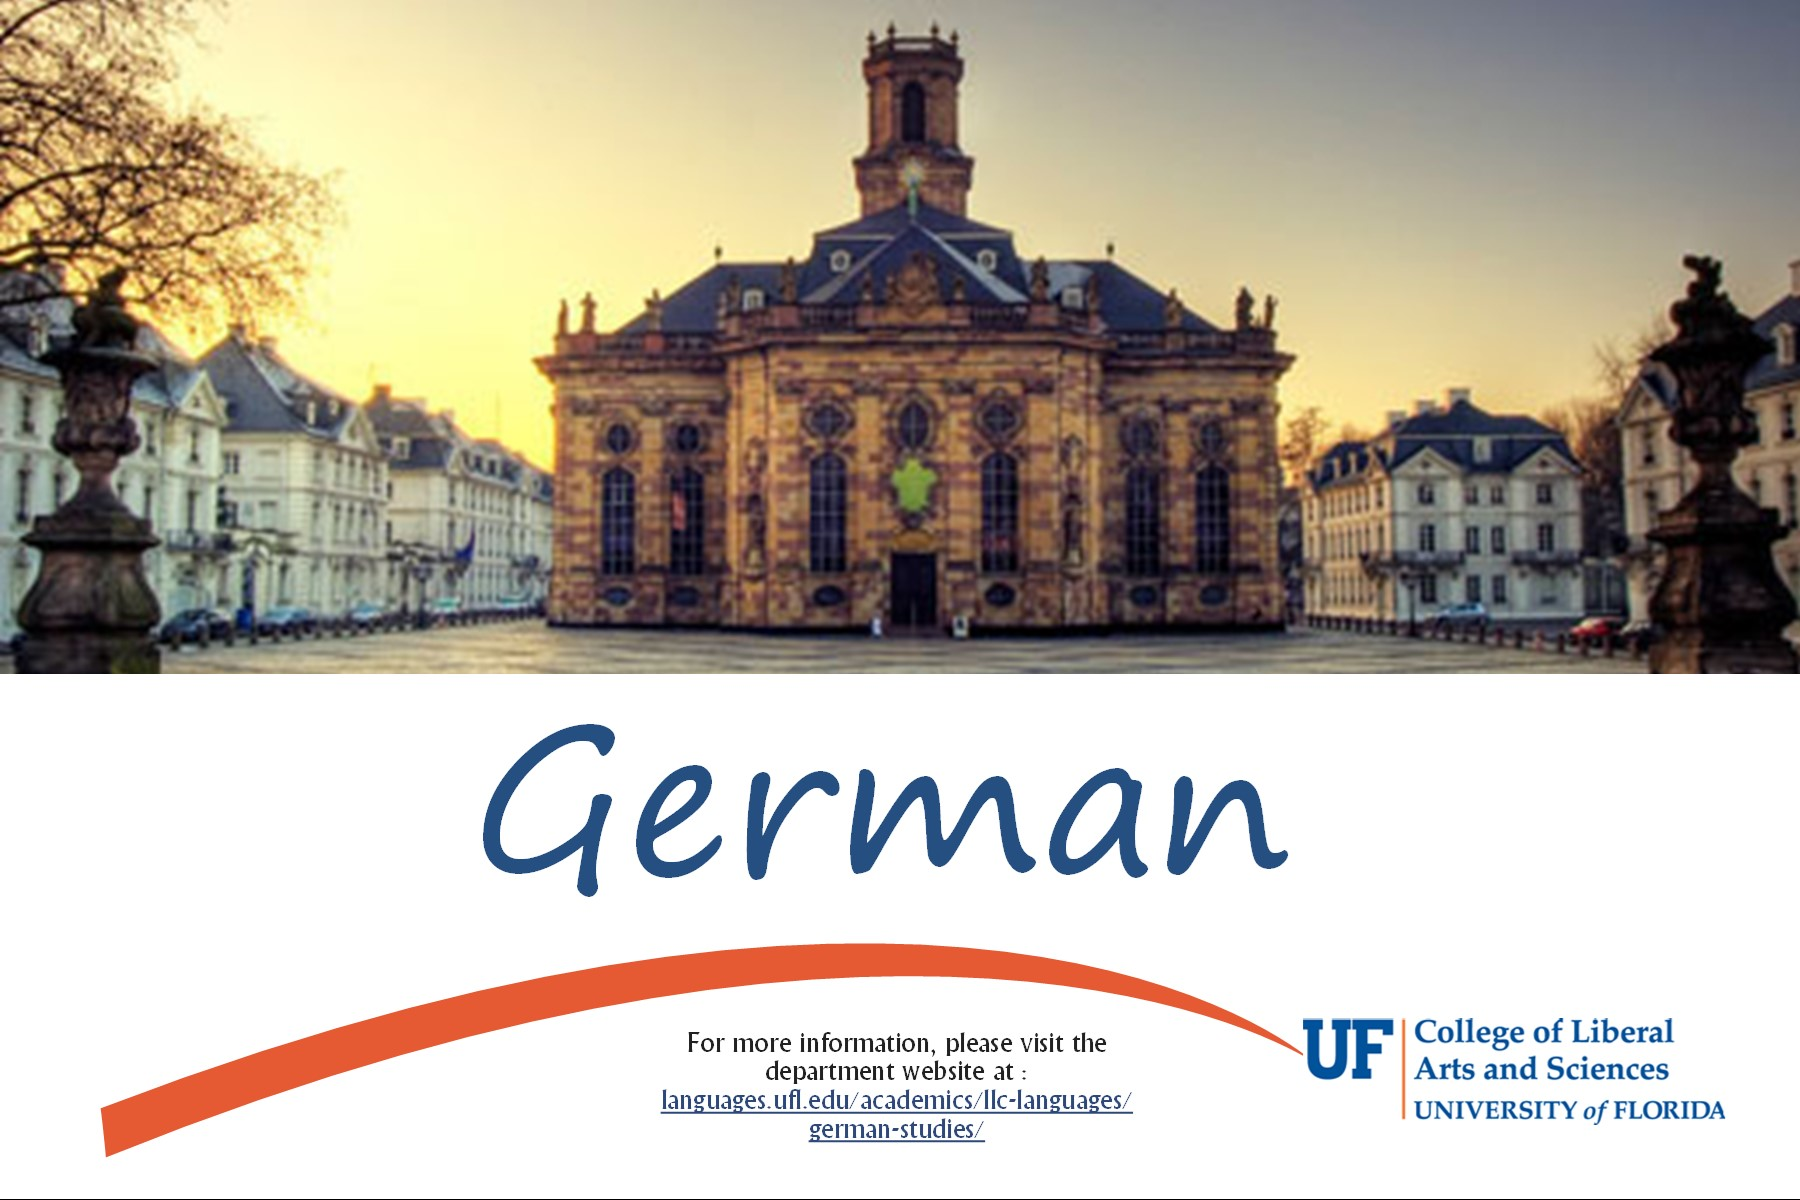 German
For more information, please visit the
department website at :
languages.ufl.edu/academics/llc-languages/
german-studies/
UF
College of Liberal
Arts and Sciences
UNIVERSITY of FLORIDA